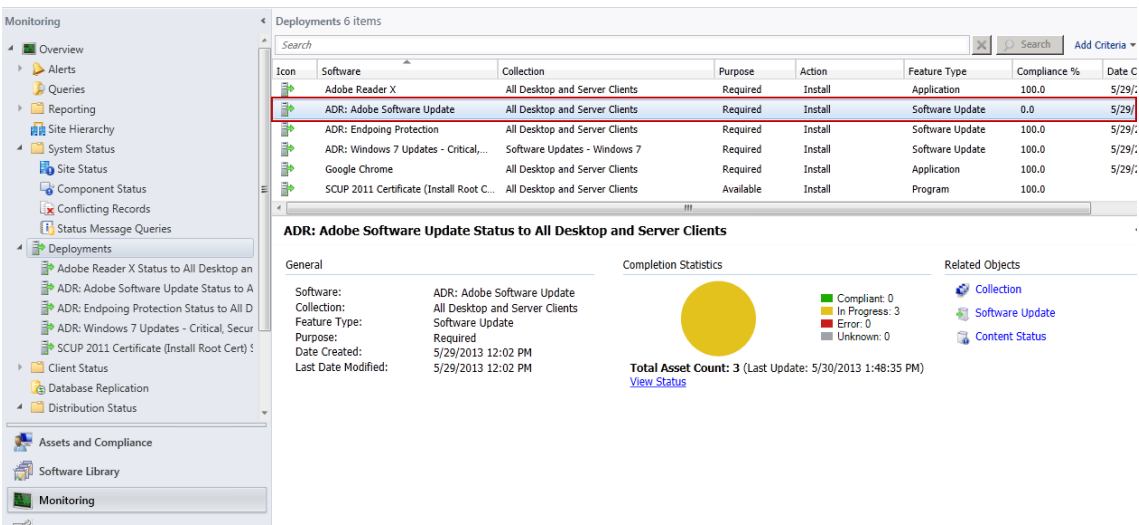 Monitoring
Overview
Alerts
Queries
Reporting
Site Hierarchy
System Status
Site Status
Component Status
Conflicting Records
Status Message Queries
Deployments
Adobe Reader X Status to All Desktop an
ADR: Adobe Software Update Status to A
ADR: Endpoing Protection Status to All D
ADR: Windows 7 Updates - Critical, Secur
SCUP 2011 Certificate (Install Root Cert) S
Client Status
Database Replication
Distribution Status
Assets and Compliance
Software Library
Monitoring
Deployments 6 items
Search Search Add Criteria
Icon Software Collection Purpose Action Feature Type Compliance % Date C
Adobe Reader X All Desktop and Server Clients Required Install Application 100.0 5/29/2
ADR: Adobe Software Update All Desktop and Server Clients Required Install Software Update 0.0 5/29/
ADR: Endpoing Protection All Desktop and Server Clients Required Install Software Update 100.0 5/29/2
ADR: Windows 7 Updates - Critical,... Software Updates - Windows 7 Required Install Software Update 100.0 5/29/2
Google Chrome All Desktop and Server Clients Required Install Application 100.0 5/29/2
SCUP 2011 Certificate (Install Root C... All Desktop and Server Clients Available Install Program 100.0
ADR: Adobe Software Update Status to All Desktop and Server Clients
General
Software: ADR: Adobe Software Update
Collection: All Desktop and Server Clients
Feature Type: Software Update
Purpose: Required
Date Created: 5/29/2013 12:02 PM
Last Date Modified: 5/29/2013 12:02 PM
Completion Statistics
Compliant: 0
In Progress: 3
Error: 0
Unknown: 0
Total Asset Count: 3 (Last Update: 5/30/2013 1:48:35 PM)
View Status
Related Objects
Collection
Software Update
Content Status